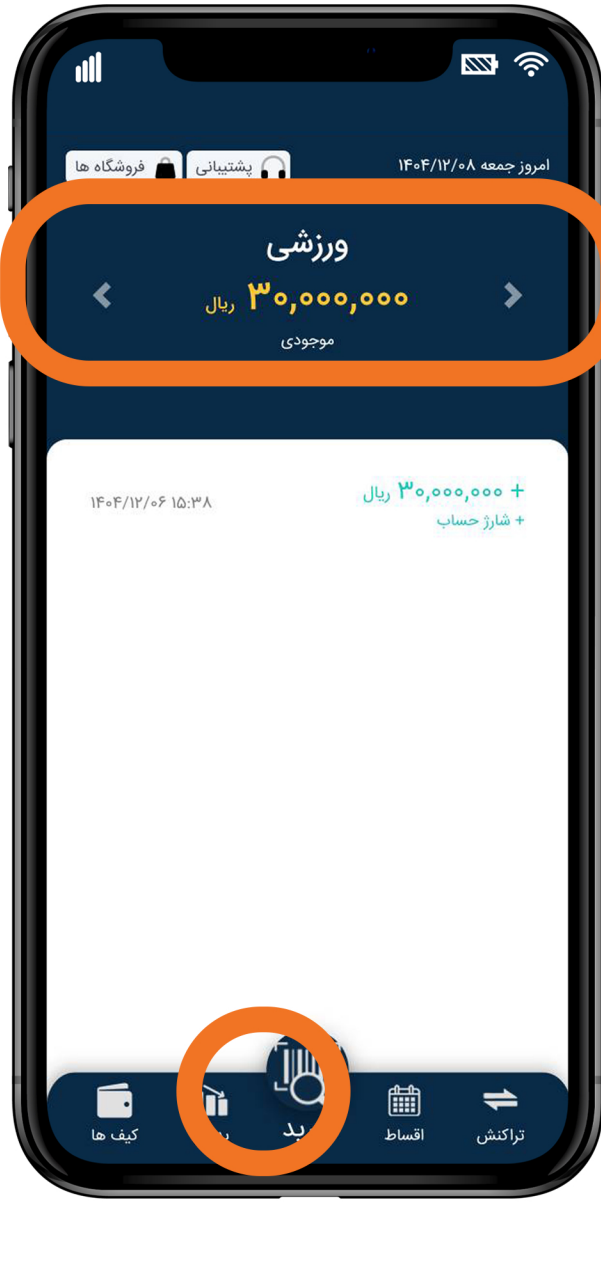 امروز جمعه ۱۴۰۴/۱۲/۰۸
پشتیبانی
فروشگاه ها
ورزشی
۳۰,۰۰۰,۰۰۰ ریال
موجودی
+ ۳۰,۰۰۰,۰۰۰ ریال
۱۴۰۴/۱۲/۰۶ ۱۵:۳۸
+ شارژ حساب
تراکنش
اقساط
کیف ها